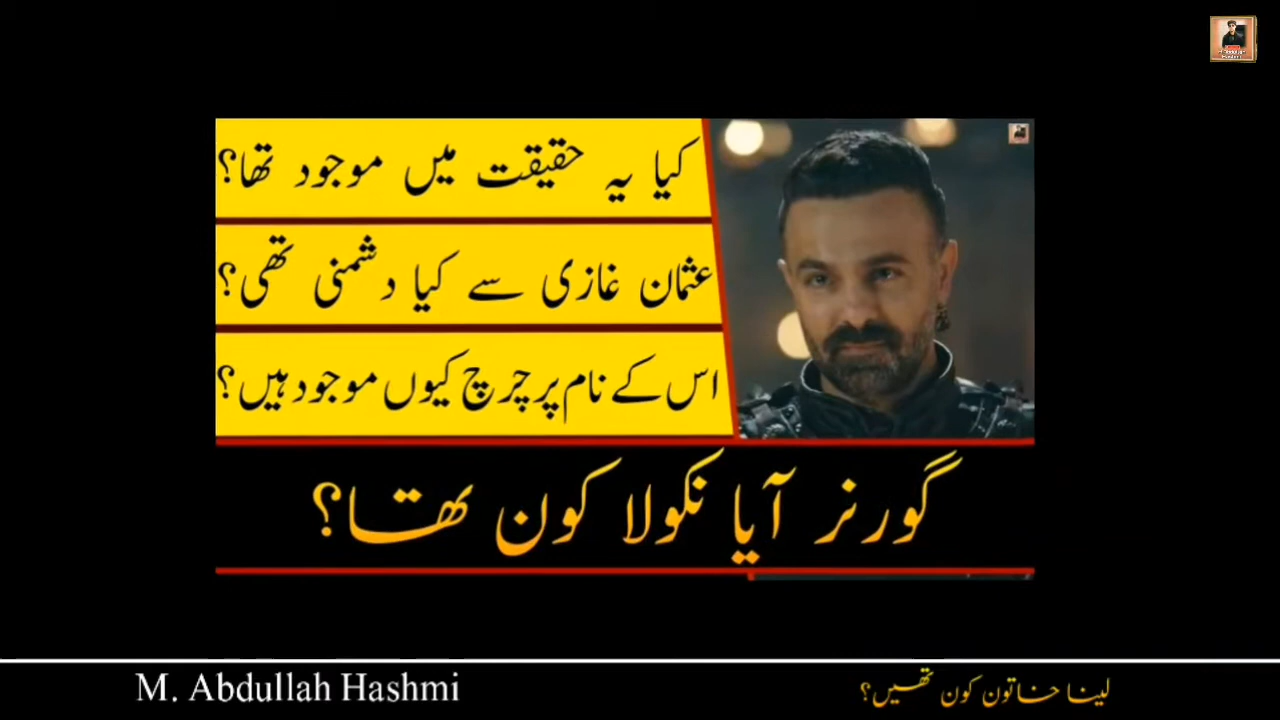 کیا یہ حقیقت میں موجود تھا؟
عثمان غازی سے کیا دشمنی تھی؟
اس کے نام پر چرچ کیوں موجود ہیں؟
گورنر آیا نکولا کون تھا؟
M. Abdullah Hashmi
لینا خاتون کون تھیں؟